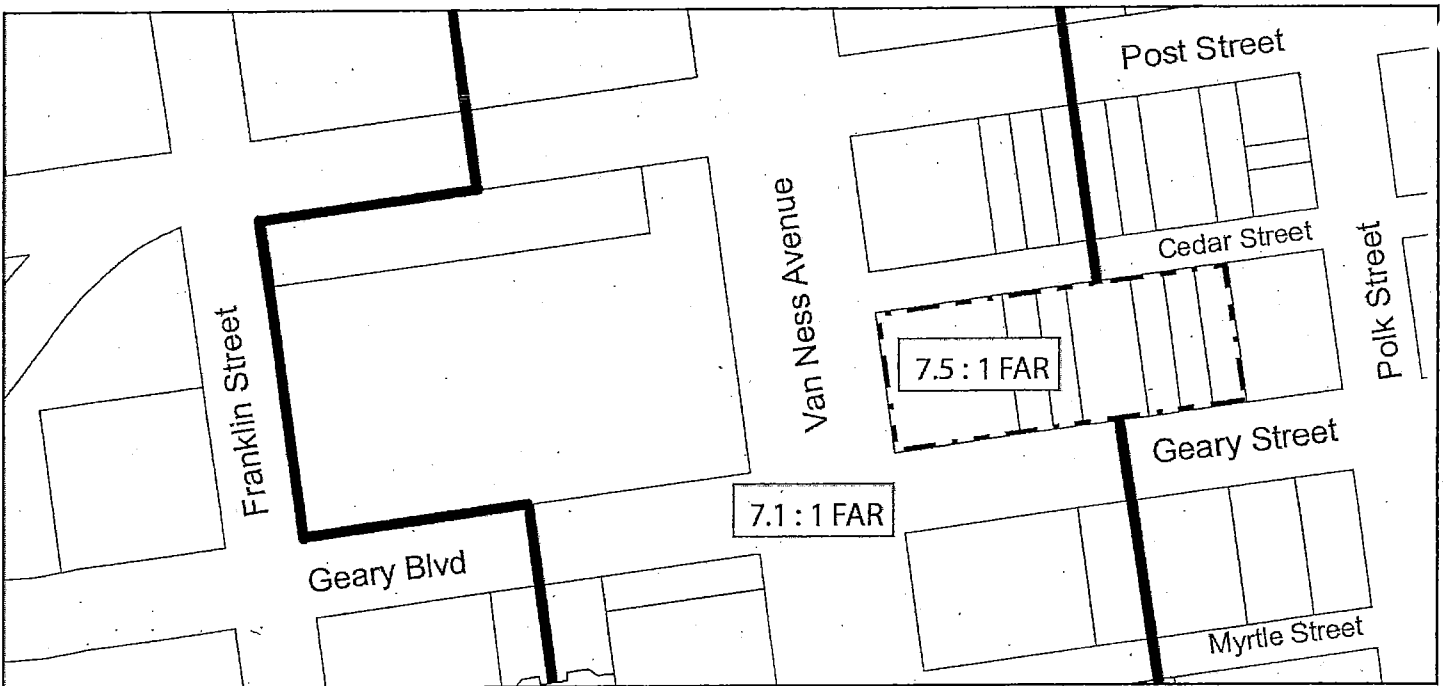 Post Street
Cedar Street
Van Ness Avenue
Polk Street
Franklin Street
7.5 : 1 FAR
Geary Street
7.1 : 1 FAR
Geary Blvd
Myrtle Street